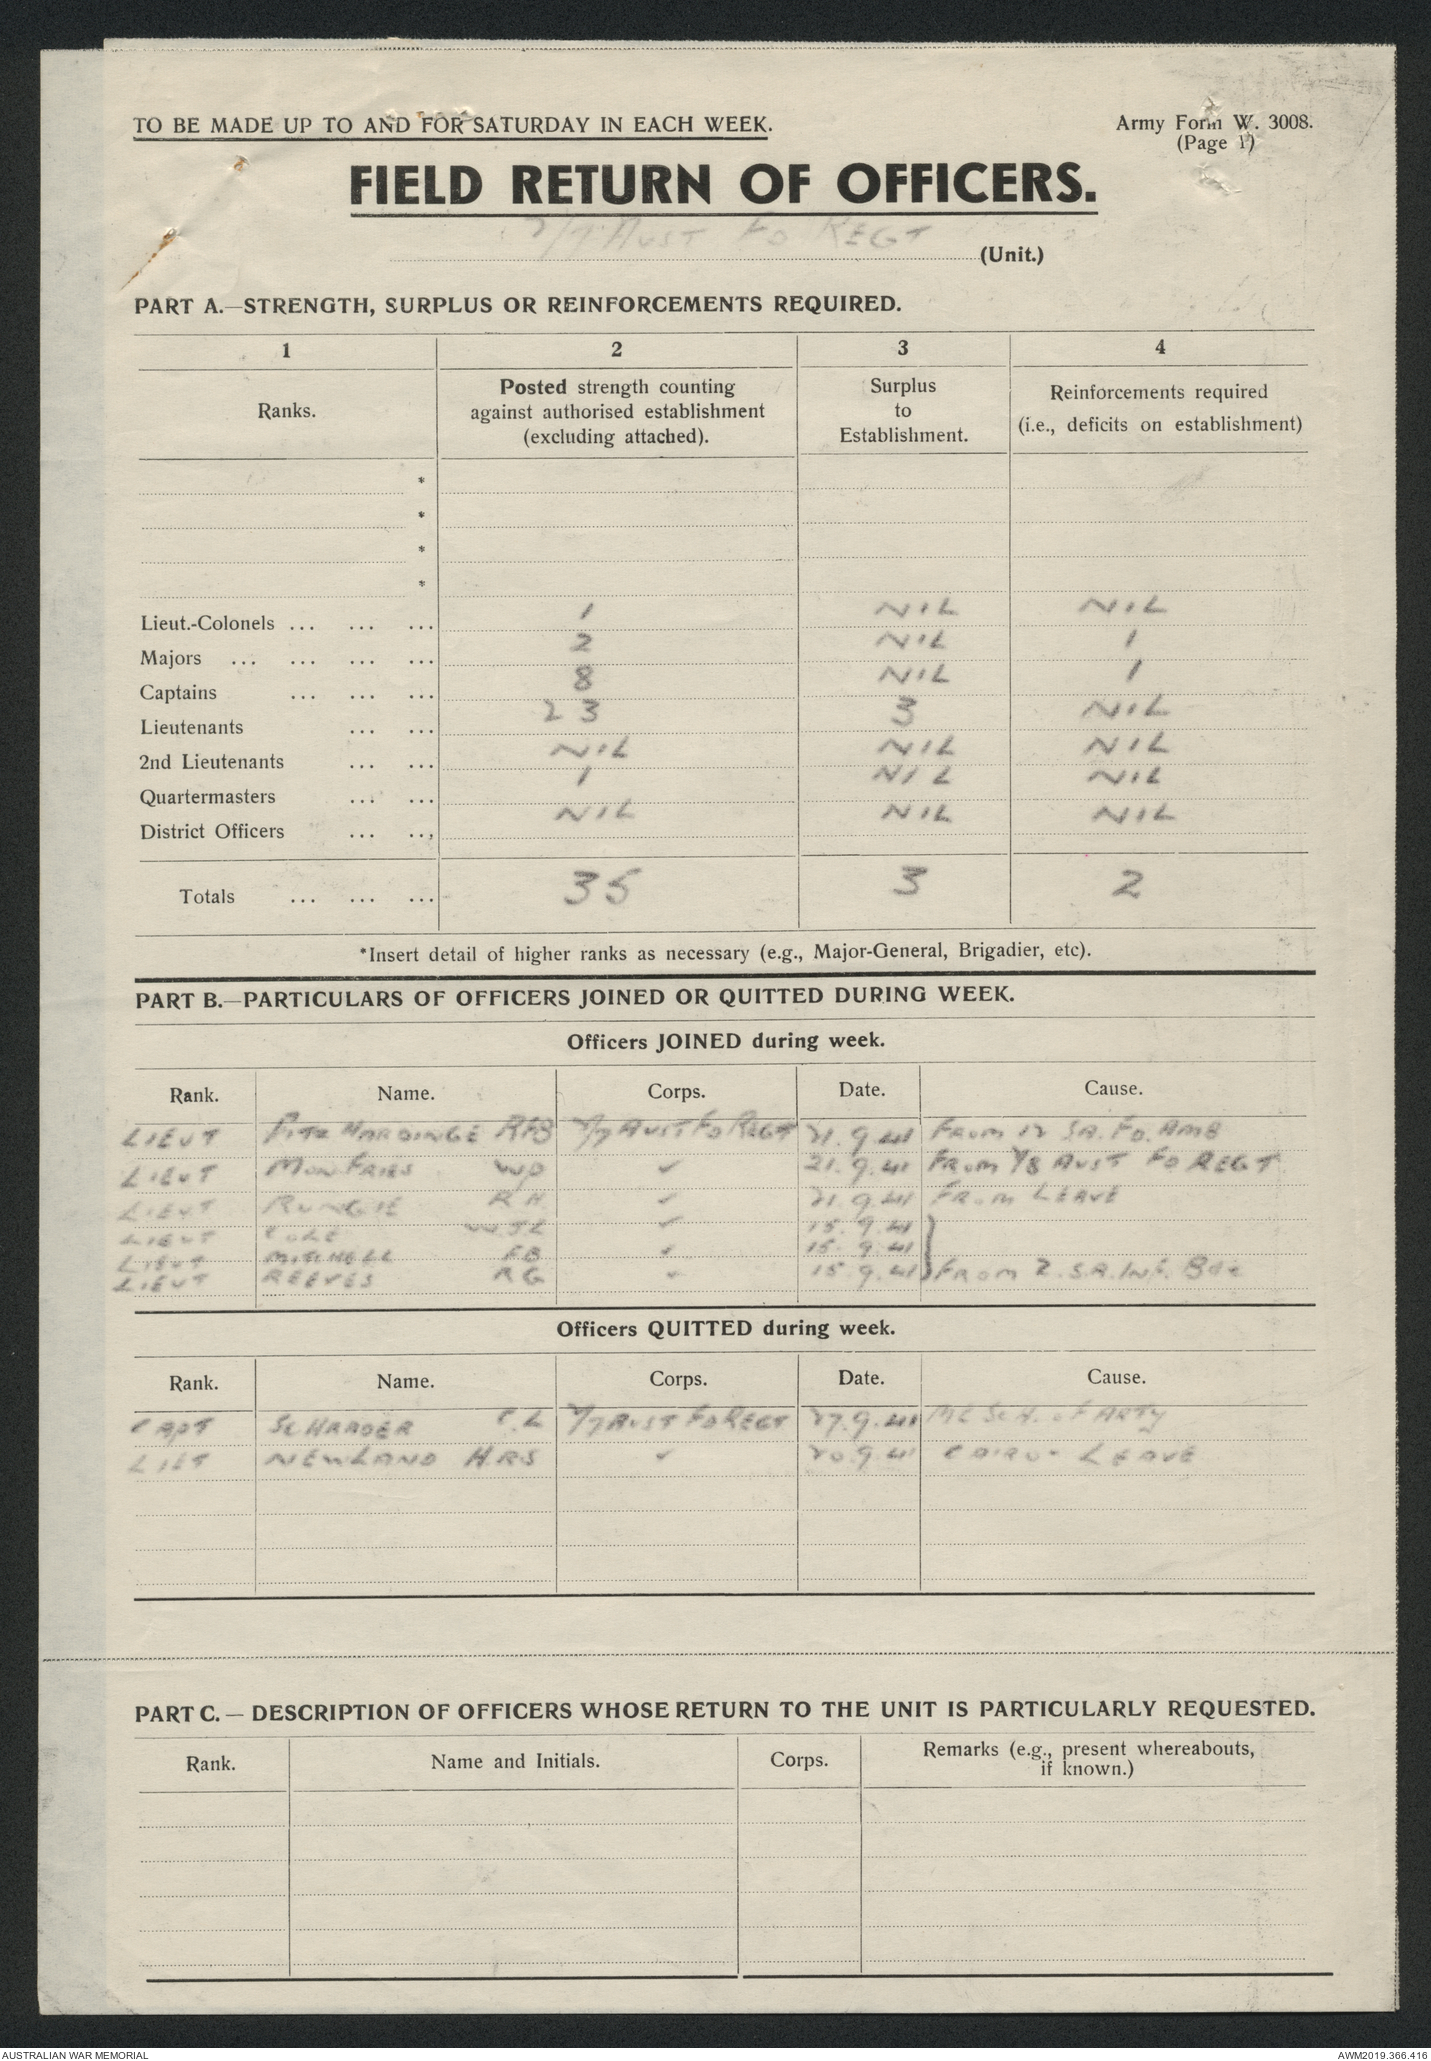 TO BE MADE UP TO AND FOR SATURDAY IN EACH WEEK.
Army Form W. 3008.
(Page 1)
FIELD RETURN OF OFFICERS.
2/7 AUST FD REGT (Unit.)
PART A.—STRENGTH, SURPLUS OR REINFORCEMENTS REQUIRED.
1 2 3 4
Ranks. Posted strength counting against authorised establishment (excluding attached). Surplus to Establishment. Reinforcements required (i.e., deficits on establishment)
*
*
*
*
Lieut.-Colonels ... ... ... 1 NIL NIL
Majors ... ... ... ... 2 NIL 1
Captains ... ... ... 8 NIL 1
Lieutenants ... ... 23 3 NIL
2nd Lieutenants ... ... NIL NIL NIL
Quartermasters ... ... 1 NIL NIL
District Officers ... ... NIL NIL NIL
Totals ... ... ... 35 3 2
*Insert detail of higher ranks as necessary (e.g., Major-General, Brigadier, etc).
PART B.—PARTICULARS OF OFFICERS JOINED OR QUITTED DURING WEEK.
Officers JOINED during week.
Rank. Name. Corps. Date. Cause.
LIEUT FITZ HARDINGE RFB 2/7 AUST FD REGT 21.9.41 FROM 12 SA. FD. AMB
LIEUT MONFRIES WD ✓ 21.9.41 FROM 2/8 AUST FD REGT
LIEUT RUNGIE RH ✓ 21.9.41 FROM LEAVE
LIEUT COLE WJL ✓ 15.9.41
LIEUT MITCHELL FB ✓ 15.9.41
LIEUT REEVES RG ✓ 15.9.41 FROM 2.S.A.INF. Bde
Officers QUITTED during week.
Rank. Name. Corps. Date. Cause.
CAPT SCHRADER C.L 2/7 AUST FD REGT 27.9.41 ME SCH. OF ARTY
LIET NEWLAND HRS ✓ 20.9.41 CAIRO - LEAVE
PART C.— DESCRIPTION OF OFFICERS WHOSE RETURN TO THE UNIT IS PARTICULARLY REQUESTED.
Rank. Name and Initials. Corps. Remarks (e.g., present whereabouts, if known.)
AUSTRALIAN WAR MEMORIAL
AWM2019.366.416